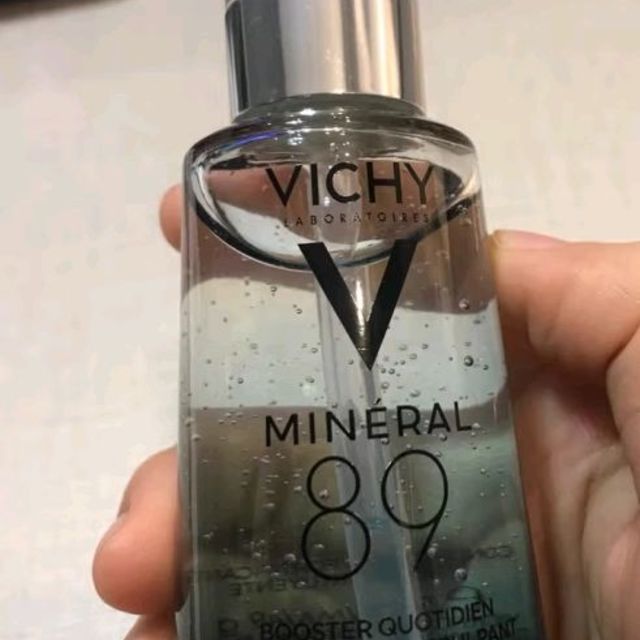 VICHY
LABORATOIRES
V
MINÉRAL
89
BOOSTER QUOTIDIEN